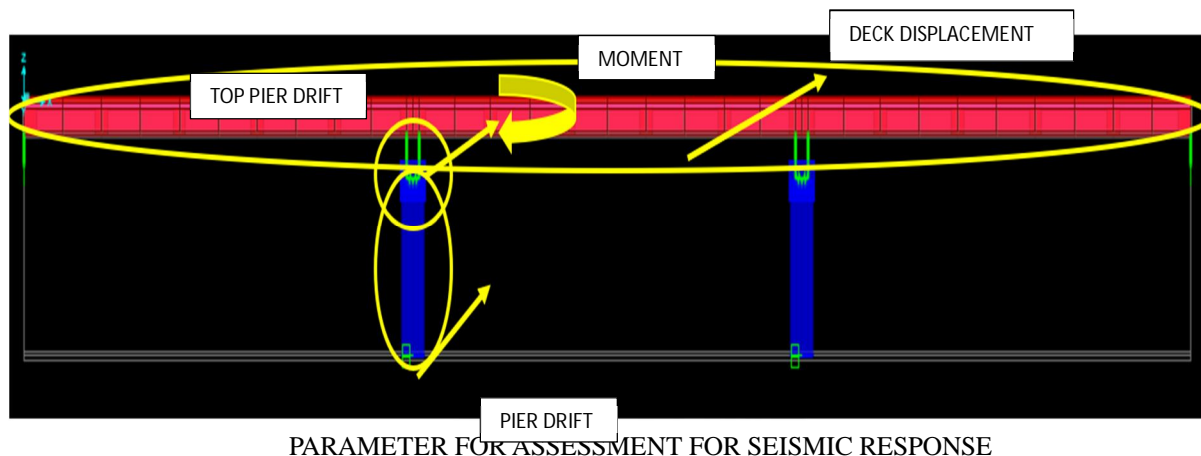 DECK DISPLACEMENT
MOMENT
TOP PIER DRIFT
Z
PIER DRIFT
PARAMETER FOR ASSESSMENT FOR SEISMIC RESPONSE